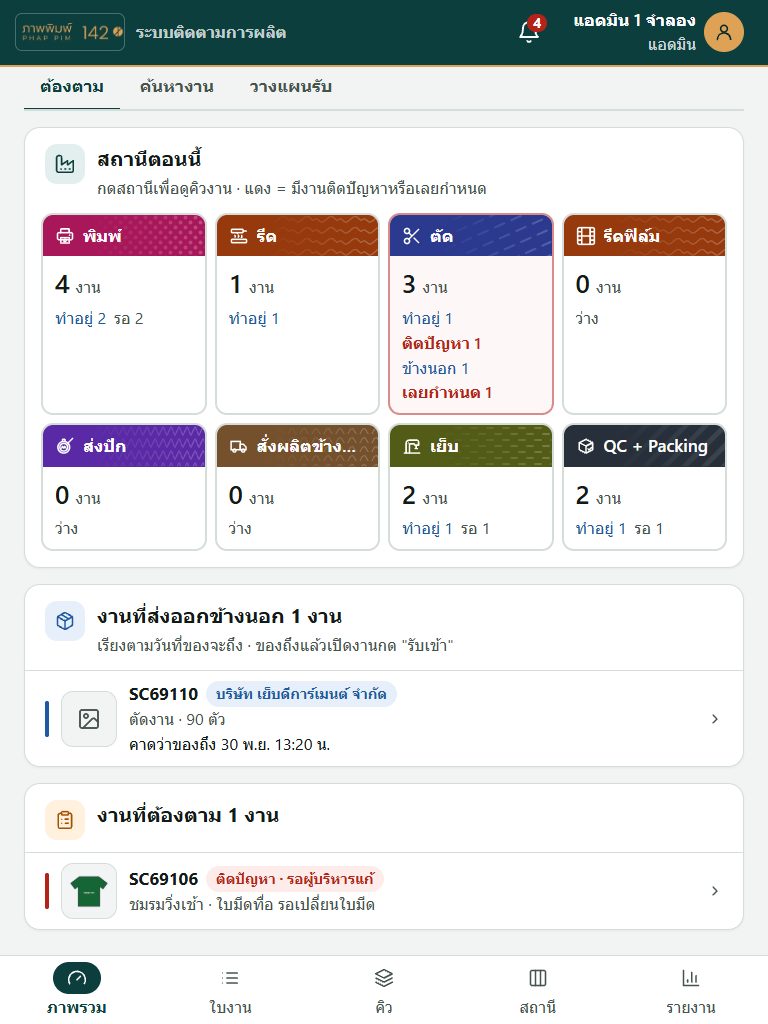 ภาพพิมพ์ 142
PHAP PIM
ระบบติดตามการผลิต
4
แอดมิน 1 จำลอง
แอดมิน
ต้องตาม ค้นหางาน วางแผนรับ
สถานีตอนนี้
กดสถานีเพื่อดูคิวงาน · แดง = มีงานติดปัญหาหรือเลยกำหนด
พิมพ์
4 งาน
ทำอยู่ 2 รอ 2
รีด
1 งาน
ทำอยู่ 1
ตัด
3 งาน
ทำอยู่ 1
ติดปัญหา 1
ข้างนอก 1
เลยกำหนด 1
รีดฟิล์ม
0 งาน
ว่าง
ส่งปัก
0 งาน
ว่าง
สั่งผลิตข้าง...
0 งาน
ว่าง
เย็บ
2 งาน
ทำอยู่ 1 รอ 1
QC + Packing
2 งาน
ทำอยู่ 1 รอ 1
งานที่ส่งออกข้างนอก 1 งาน
เรียงตามวันที่ของจะถึง · ของถึงแล้วเปิดงานกด "รับเข้า"
SC69110 บริษัท เย็บดีการ์เมนต์ จำกัด
ตัดงาน · 90 ตัว
คาดว่าของถึง 30 พ.ย. 13:20 น.
งานที่ต้องตาม 1 งาน
SC69106 ติดปัญหา · รอผู้บริหารแก้
ชมรมวิ่งเช้า · ใบมีดทื่อ รอเปลี่ยนใบมีด
ภาพรวม ใบงาน คิว สถานี รายงาน